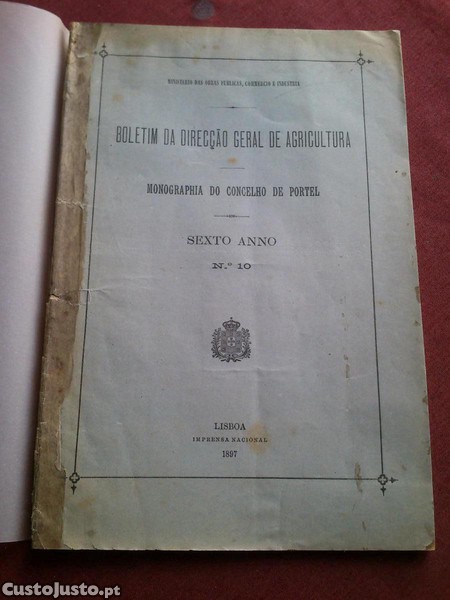 MINISTERIO DAS OBRAS PUBLICAS, COMMERCIO E INDUSTRIA
BOLETIM DA DIRECÇÃO GERAL DE AGRICULTURA
MONOGRAPHIA DO CONCELHO DE PORTEL
SEXTO ANNO
N.º 10
LISBOA
IMPRENSA NACIONAL
1897
CustoJusto.pt